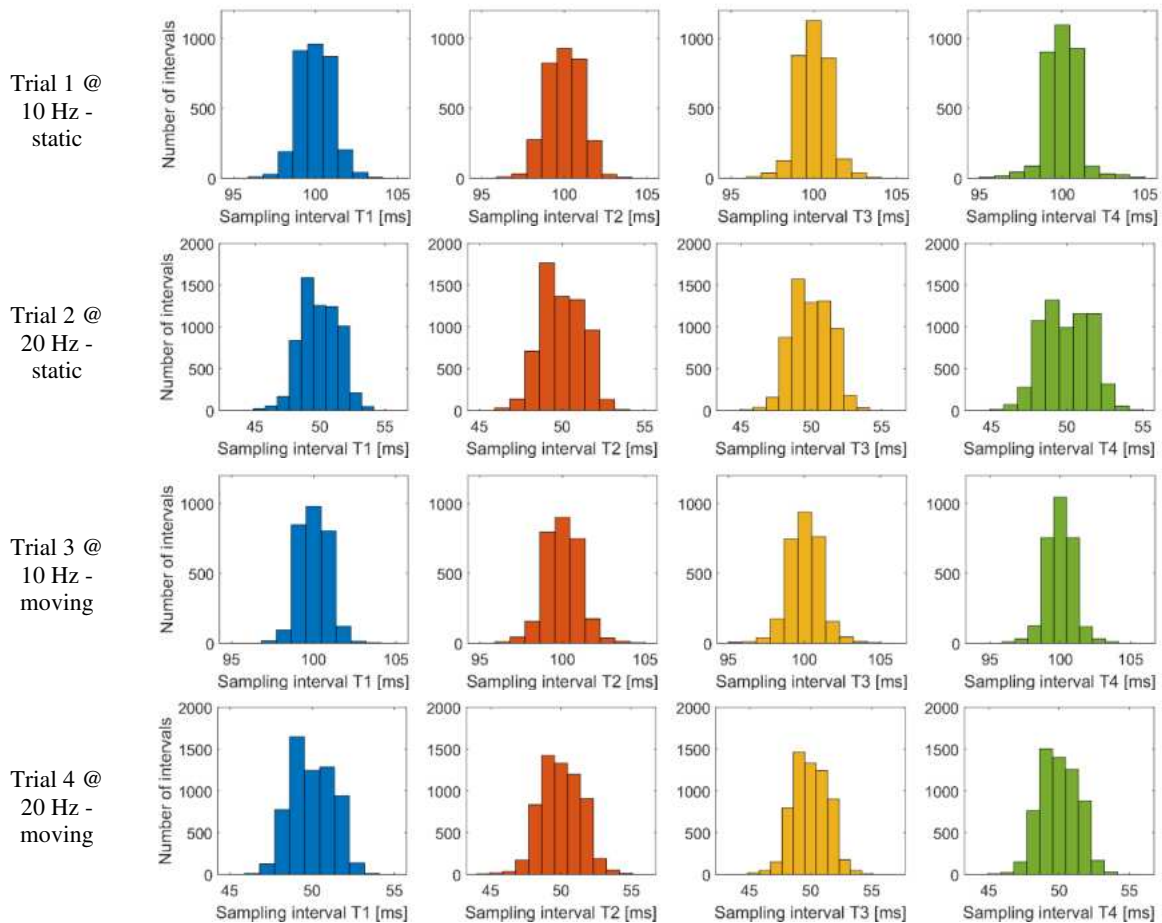 Trial 1 @
10 Hz -
static
Number of intervals
1000
500
0
95 100 105
Sampling interval T1 [ms]
1000
500
0
95 100 105
Sampling interval T2 [ms]
1000
500
0
95 100 105
Sampling interval T3 [ms]
1000
500
0
95 100 105
Sampling interval T4 [ms]
Trial 2 @
20 Hz -
static
Number of intervals
2000
1500
1000
500
0
45 50 55
Sampling interval T1 [ms]
2000
1500
1000
500
0
45 50 55
Sampling interval T2 [ms]
2000
1500
1000
500
0
45 50 55
Sampling interval T3 [ms]
2000
1500
1000
500
0
45 50 55
Sampling interval T4 [ms]
Trial 3 @
10 Hz -
moving
Number of intervals
1000
500
0
95 100 105
Sampling interval T1 [ms]
1000
500
0
95 100 105
Sampling interval T2 [ms]
1000
500
0
95 100 105
Sampling interval T3 [ms]
1000
500
0
95 100 105
Sampling interval T4 [ms]
Trial 4 @
20 Hz -
moving
Number of intervals
2000
1500
1000
500
0
45 50 55
Sampling interval T1 [ms]
2000
1500
1000
500
0
45 50 55
Sampling interval T2 [ms]
2000
1500
1000
500
0
45 50 55
Sampling interval T3 [ms]
2000
1500
1000
500
0
45 50 55
Sampling interval T4 [ms]